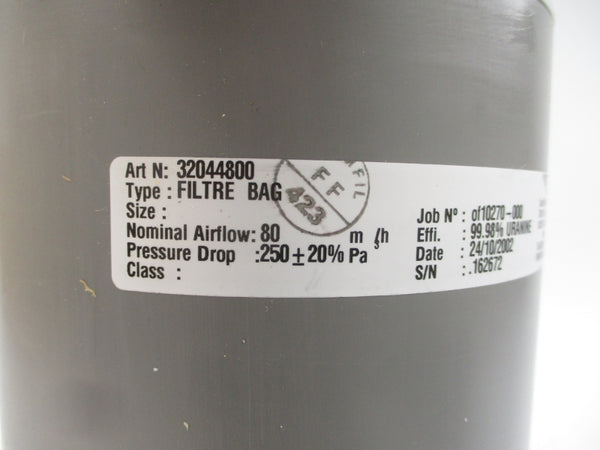 Art N: 32044800
Type : FILTRE BAG
Size :
Nominal Airflow: 80 m³/h
Pressure Drop :250±20% Pa
Class :
FIL
FF
423
Job Nº : of10270-000
Effi. : 99.98% URANINE
Date : 24/10/2002
S/N : .162672